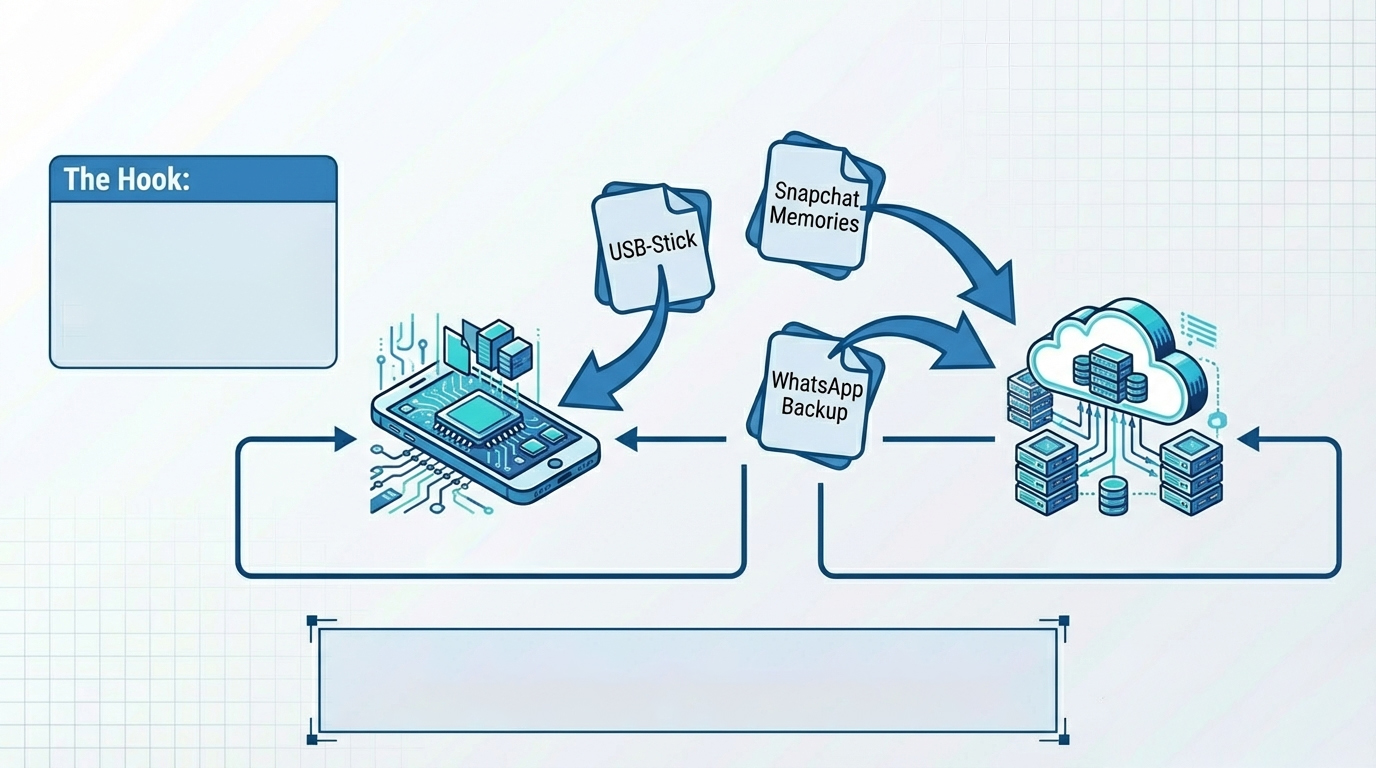 The Hook:
USB-Stick
Snapchat
Memories
WhatsApp
Backup